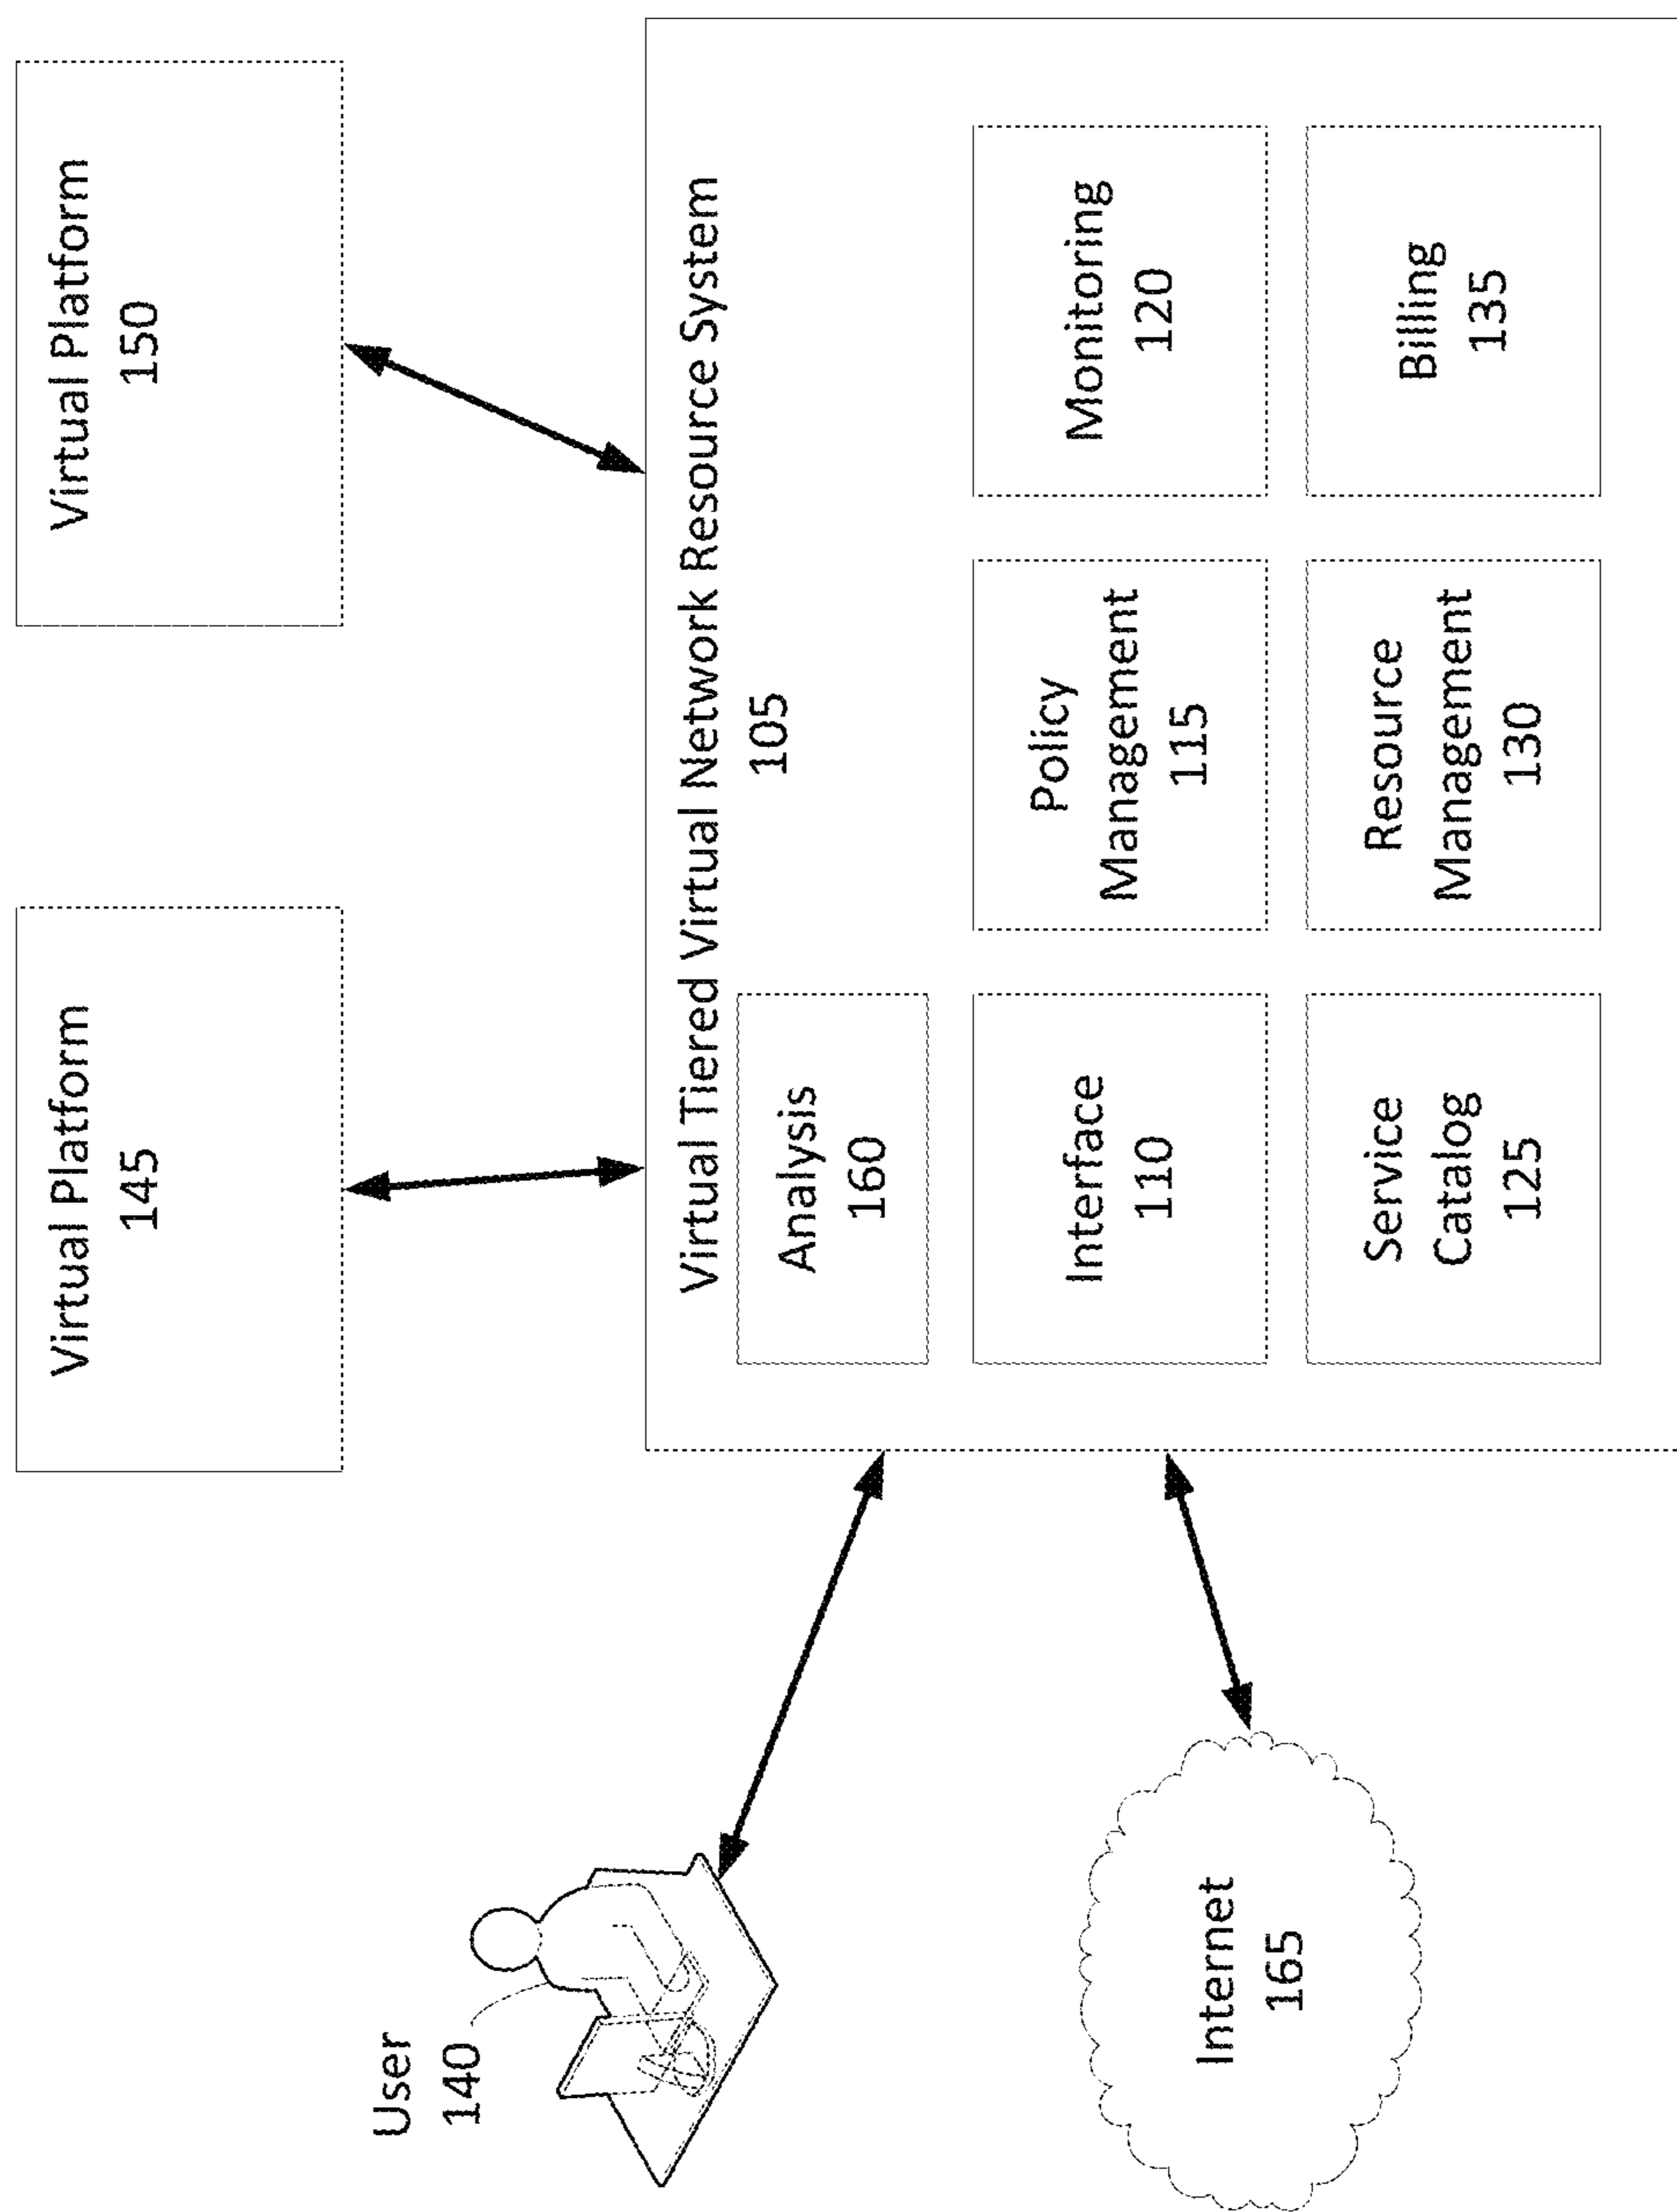 Virtual Platform
145
Virtual Platform
150
User
140
Virtual Tiered Virtual Network Resource System
105
Analysis
160
Interface
110
Policy
Management
115
Monitoring
120
Internet
165
Service
Catalog
125
Resource
Management
130
Billing
135